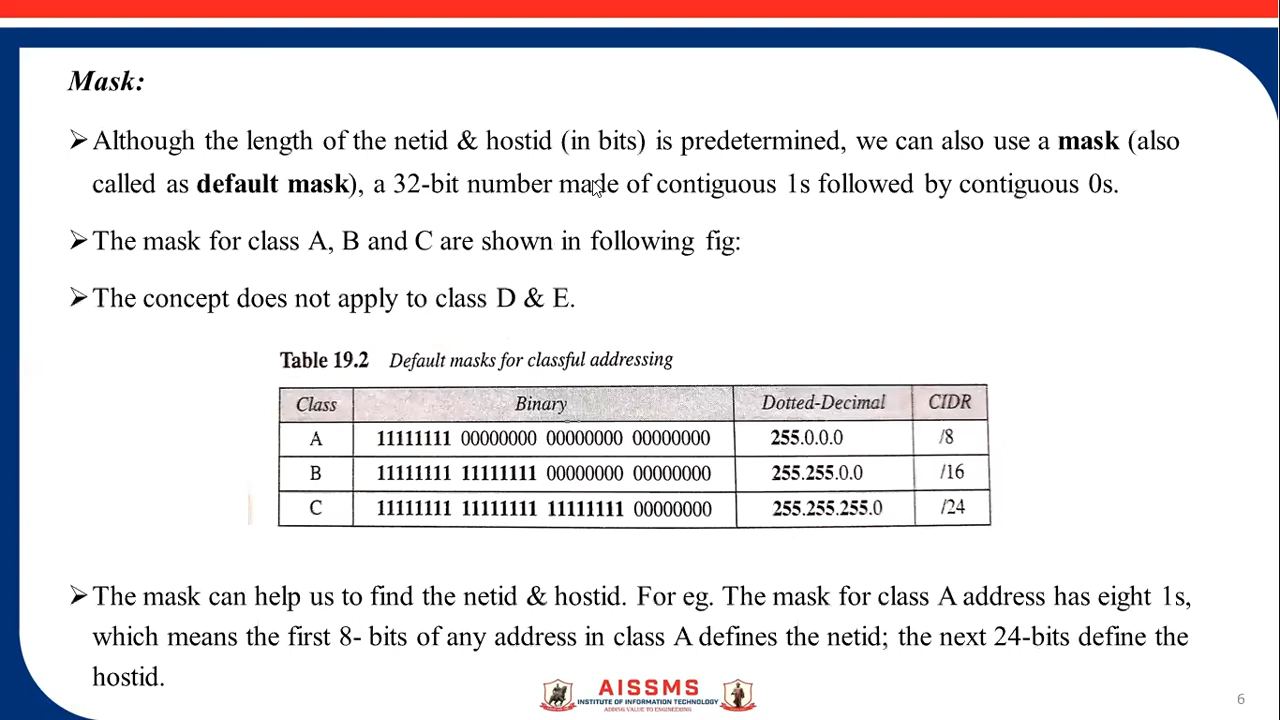 Mask:
➢Although the length of the netid & hostid (in bits) is predetermined, we can also use a mask (also
called as default mask), a 32-bit number made of contiguous 1s followed by contiguous 0s.
➢The mask for class A, B and C are shown in following fig:
➢The concept does not apply to class D & E.
Table 19.2 Default masks for classful addressing
Class Binary Dotted-Decimal CIDR
A 11111111 00000000 00000000 00000000 255.0.0.0 /8
B 11111111 11111111 00000000 00000000 255.255.0.0 /16
C 11111111 11111111 11111111 00000000 255.255.255.0 /24
➢The mask can help us to find the netid & hostid. For eg. The mask for class A address has eight 1s,
which means the first 8- bits of any address in class A defines the netid; the next 24-bits define the
hostid.
AISSMS
INSTITUTE OF INFORMATION TECHNOLOGY
ADDING VALUE TO ENGINEERING
6